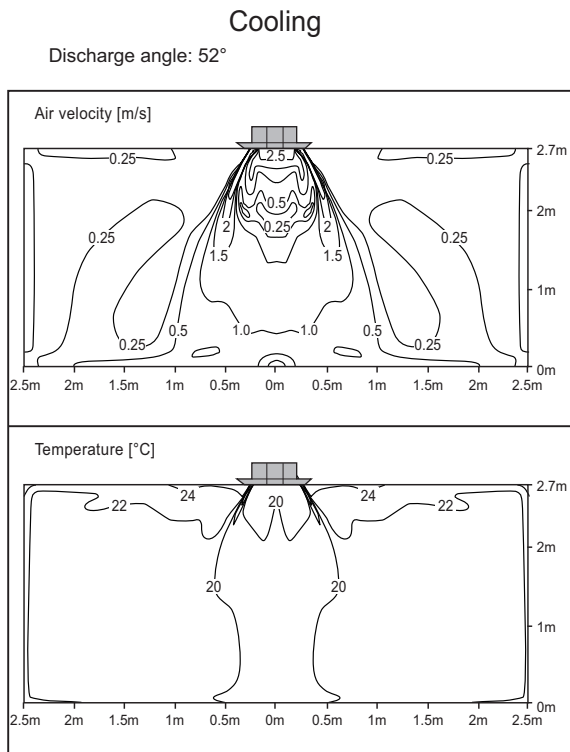 Cooling
Discharge angle: 52°
Air velocity [m/s]
2.7m
0.25 2.5 0.25
0.5
2m
0.25 2 0.25 2 0.25
1.5 1.5
1m
0.25 0.5 1.0 1.0 0.5 0.25
0m
2.5m 2m 1.5m 1m 0.5m 0m 0.5m 1m 1.5m 2m 2.5m
Temperature [°C]
2.7m
22 24 20 24 22
2m
20 20
1m
0m
2.5m 2m 1.5m 1m 0.5m 0m 0.5m 1m 1.5m 2m 2.5m